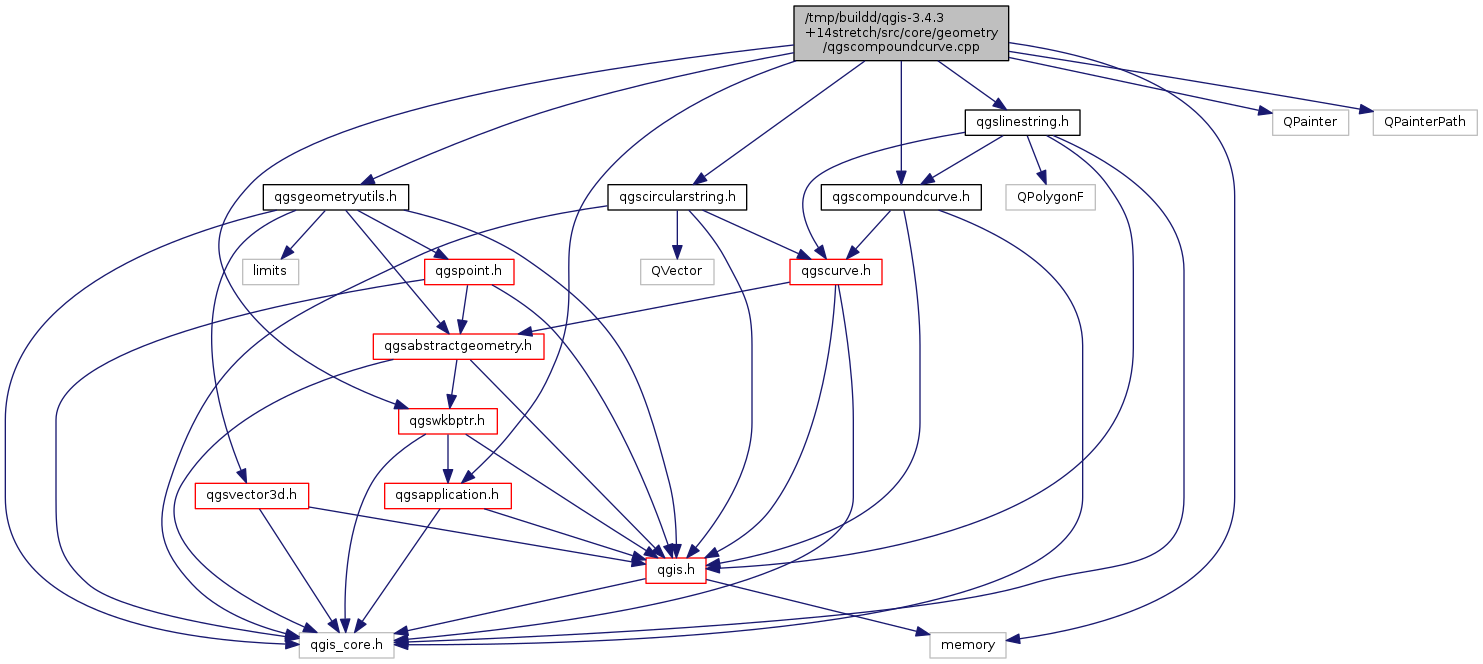 /tmp/buildd/qgis-3.4.3
+14stretch/src/core/geometry
/qgscompoundcurve.cpp
qgslinestring.h
QPainter
QPainterPath
qgsgeometryutils.h
qgscircularstring.h
qgscompoundcurve.h
QPolygonF
limits
qgspoint.h
QVector
qgscurve.h
qgsabstractgeometry.h
qgswkbptr.h
qgsvector3d.h
qgsapplication.h
qgis.h
qgis_core.h
memory